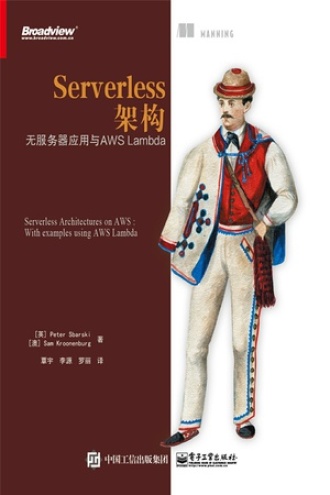 Broadview®
www.broadview.com.cn
MANNING
Serverless
架构
无服务器应用与AWS Lambda
Serverless Architectures on AWS :
With examples using AWS Lambda
[英] Peter Sbarski
[澳] Sam Kroonenburg
著
覃宇 李源 罗丽 译
中国工信出版集团
电子工业出版社